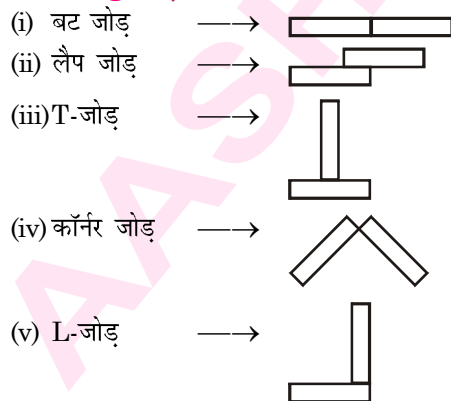 (i) बट जोड़ ⟶
(ii) लैप जोड़ ⟶
(iii) T-जोड़ ⟶
(iv) कॉर्नर जोड़ ⟶
(v) L-जोड़ ⟶